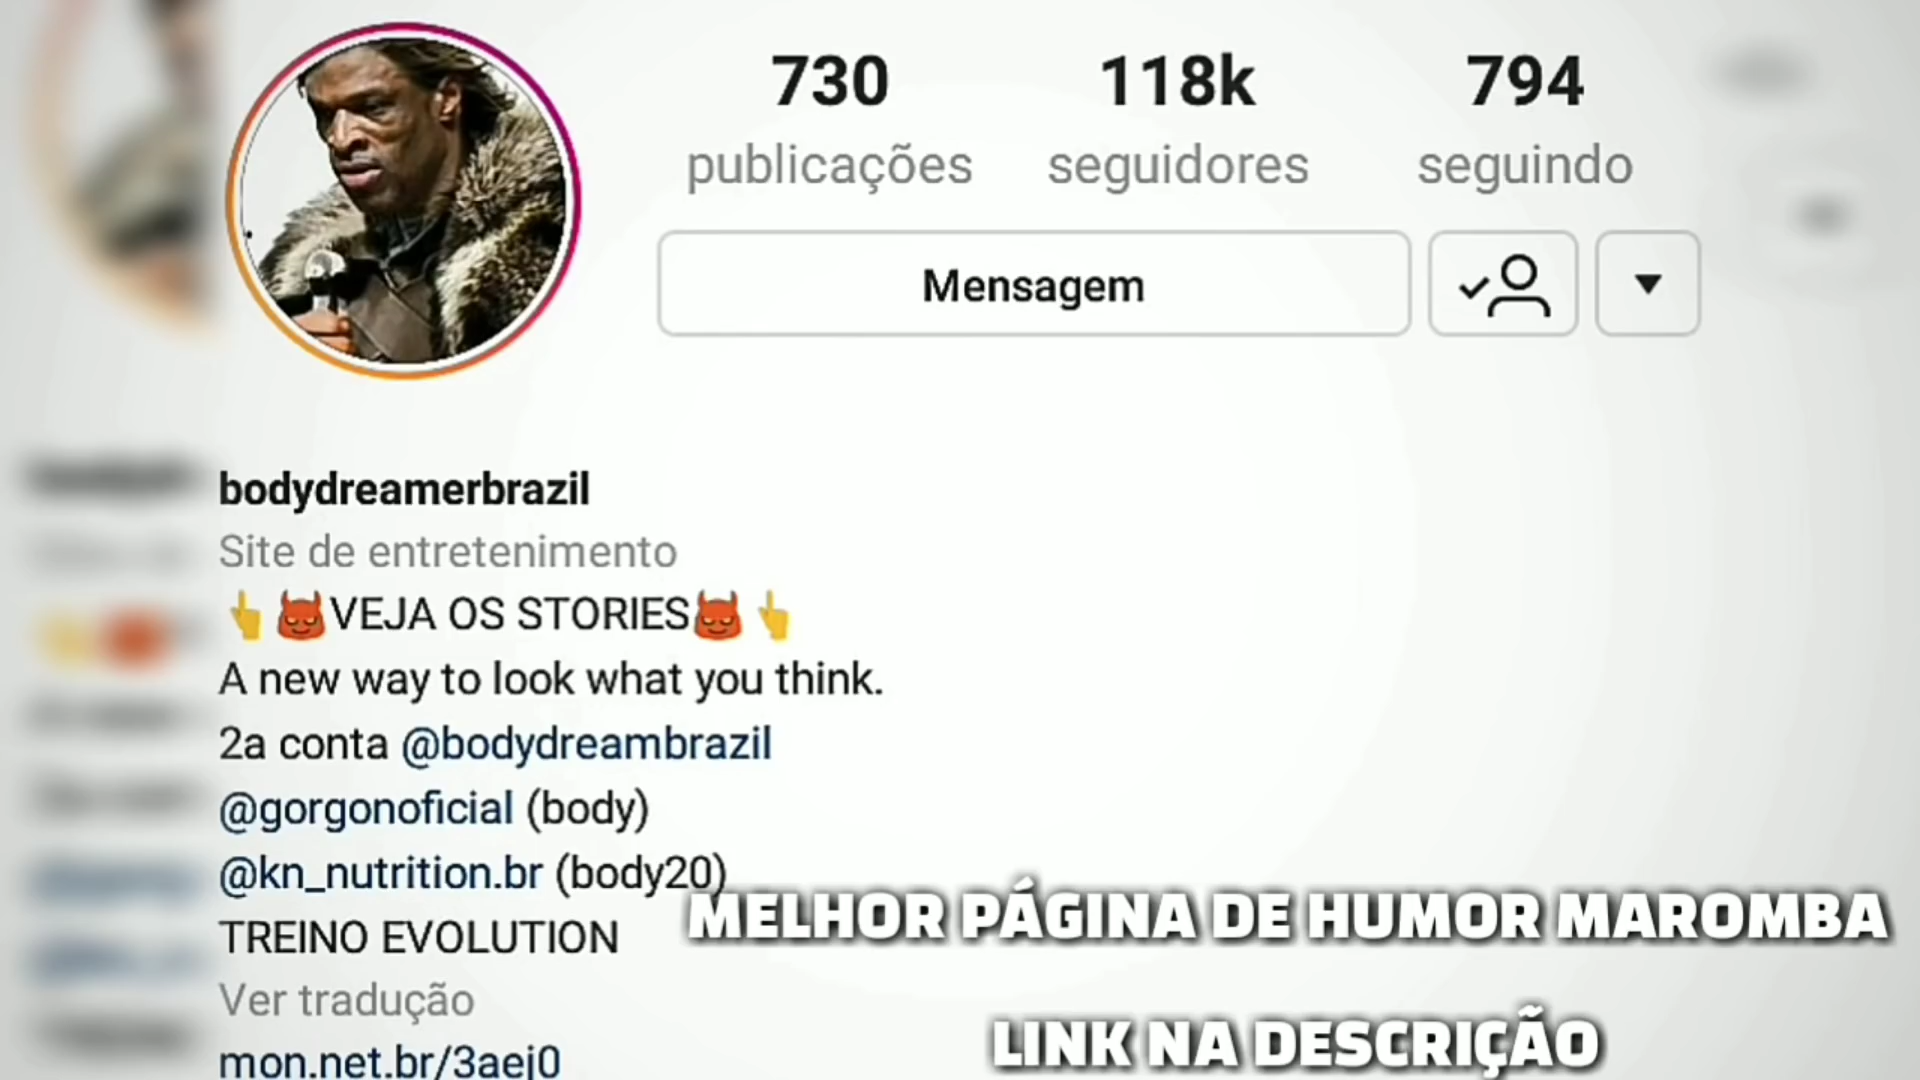 730 118k 794
publicações seguidores seguindo
Mensagem
bodydreamerbrazil
Site de entretenimento
👆👹VEJA OS STORIES👹👆
A new way to look what you think.
2a conta @bodydreambrazil
@gorgonoficial (body)
@kn_nutrition.br (body20)
TREINO EVOLUTION
Ver tradução
mon.net.br/3aej0
MELHOR PÁGINA DE HUMOR MAROMBA
LINK NA DESCRIÇÃO